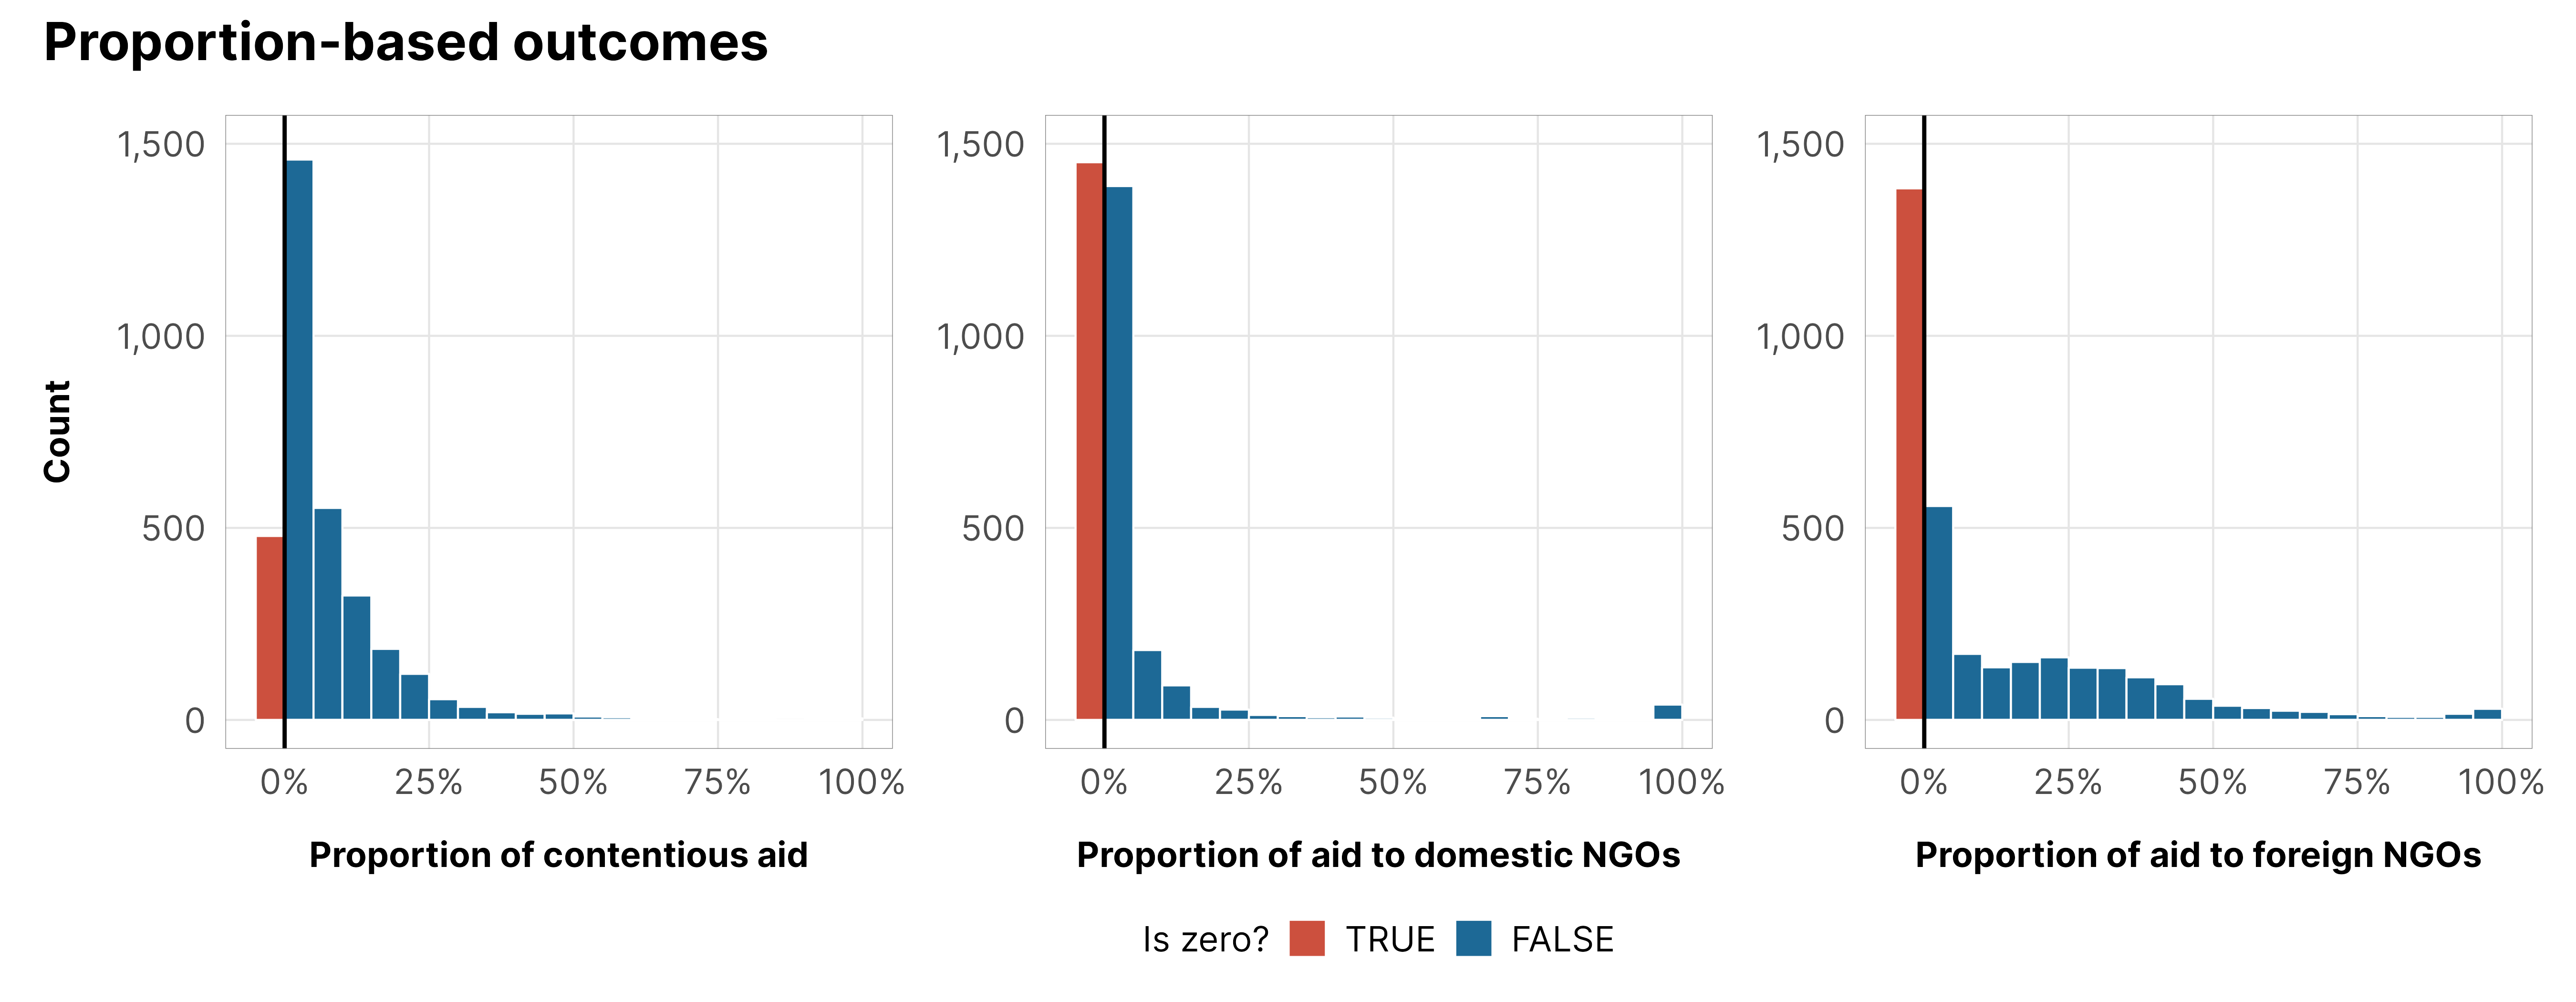 Proportion-based outcomes
Count
1,500
1,000
500
0
0% 25% 50% 75% 100%
Proportion of contentious aid
1,500
1,000
500
0
0% 25% 50% 75% 100%
Proportion of aid to domestic NGOs
1,500
1,000
500
0
0% 25% 50% 75% 100%
Proportion of aid to foreign NGOs
Is zero? TRUE FALSE